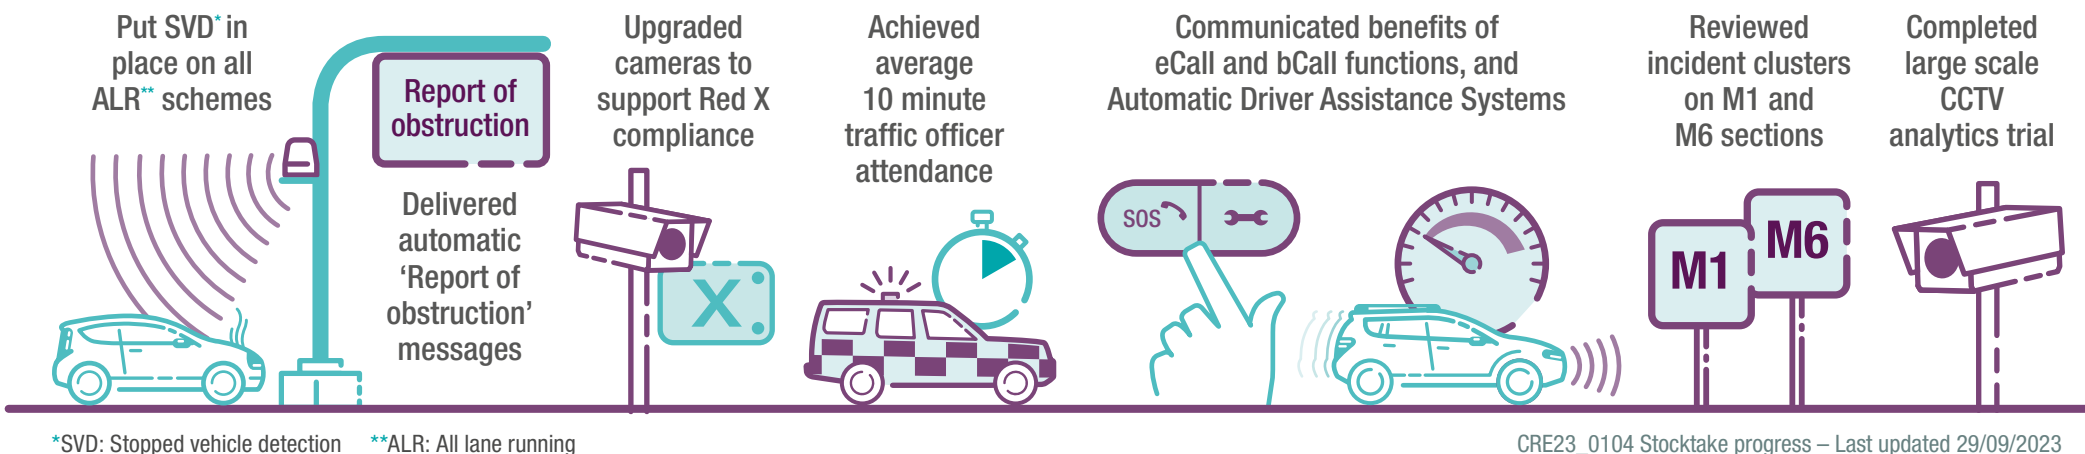 Put SVD* in
place on all
ALR** schemes
Report of
obstruction
Delivered
automatic
‘Report of
obstruction’
messages
Upgraded
cameras to
support Red X
compliance
X
Achieved
average
10 minute
traffic officer
attendance
Communicated benefits of
eCall and bCall functions, and
Automatic Driver Assistance Systems
SOS
Reviewed
incident clusters
on M1 and
M6 sections
M1
M6
Completed
large scale
CCTV
analytics trial
*SVD: Stopped vehicle detection **ALR: All lane running
CRE23_0104 Stocktake progress – Last updated 29/09/2023